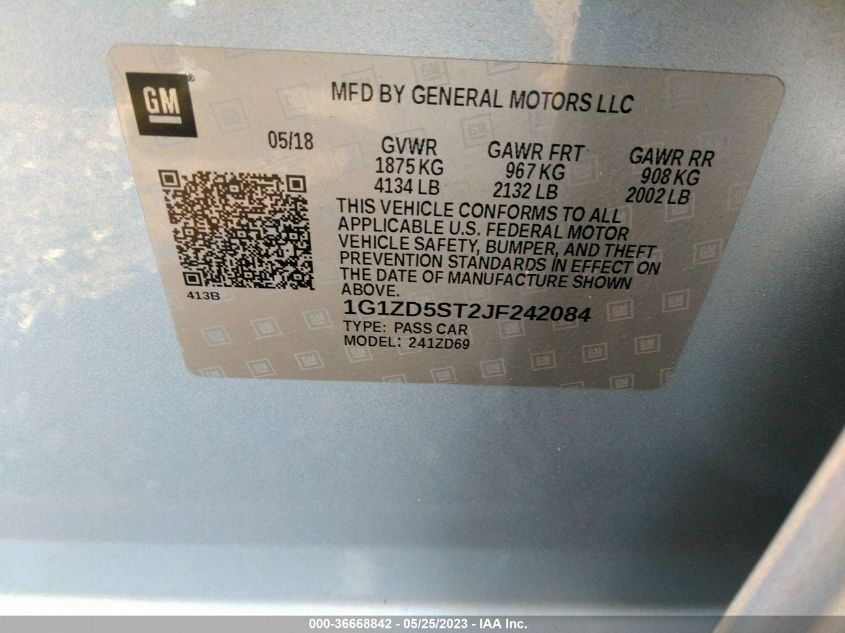 GM
MFD BY GENERAL MOTORS LLC
05/18
GVWR
1875 KG
4134 LB
GAWR FRT
967 KG
2132 LB
GAWR RR
908 KG
2002 LB
THIS VEHICLE CONFORMS TO ALL
APPLICABLE U.S. FEDERAL MOTOR
VEHICLE SAFETY, BUMPER, AND THEFT
PREVENTION STANDARDS IN EFFECT ON
THE DATE OF MANUFACTURE SHOWN
ABOVE.
413B
1G1ZD5ST2JF242084
TYPE: PASS CAR
MODEL: 241ZD69
000-36668842 - 05/25/2023 - IAA Inc.